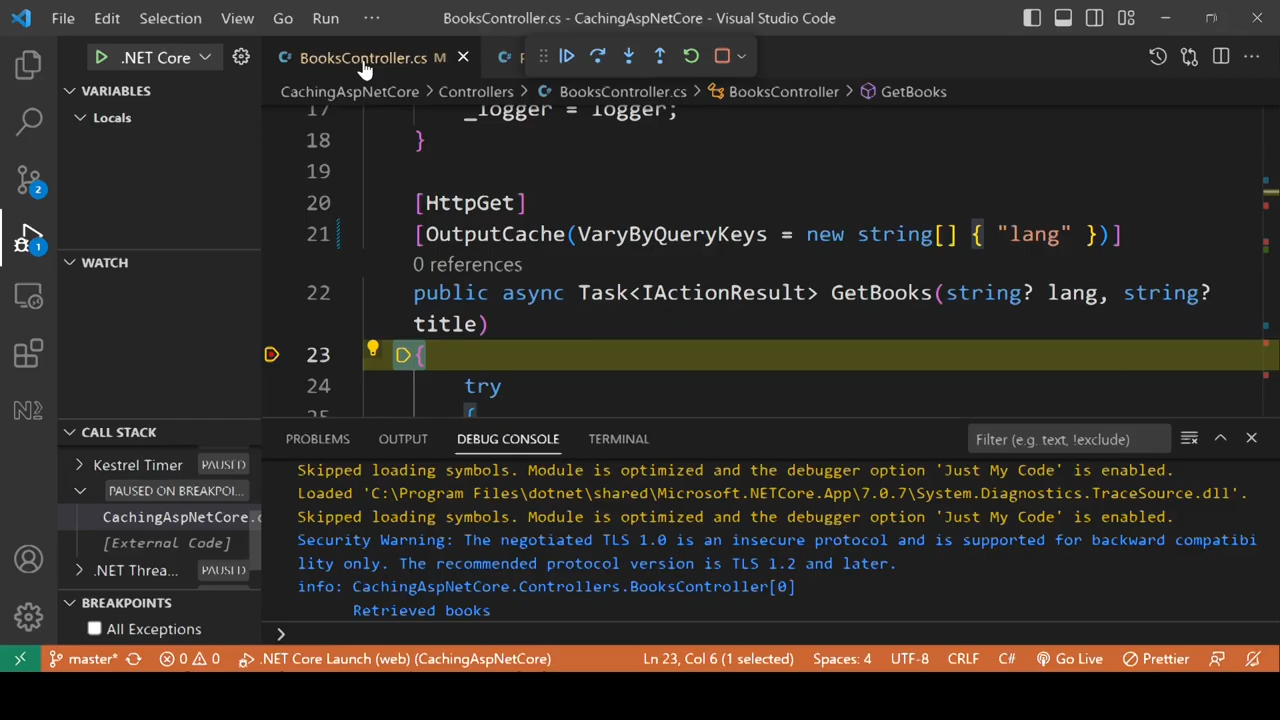 File Edit Selection View Go Run ··· BooksController.cs - CachingAspNetCore - Visual Studio Code
.NET Core BooksController.cs M
CachingAspNetCore > Controllers > BooksController.cs > BooksController > GetBooks
VARIABLES
Locals
WATCH
CALL STACK
Kestrel Timer PAUSED
PAUSED ON BREAKPOI...
CachingAspNetCore.
[External Code]
.NET Threa... PAUSED
BREAKPOINTS
All Exceptions
2
1
17 _logger = logger;
18 }
19
20 [HttpGet]
21 [OutputCache(VaryByQueryKeys = new string[] { "lang" })]
0 references
22 public async Task<IActionResult> GetBooks(string? lang, string?
title)
23 {
24 try
25 {
PROBLEMS OUTPUT DEBUG CONSOLE TERMINAL Filter (e.g. text, !exclude)
Skipped loading symbols. Module is optimized and the debugger option 'Just My Code' is enabled.
Loaded 'C:\Program Files\dotnet\shared\Microsoft.NETCore.App\7.0.7\System.Diagnostics.TraceSource.dll'.
Skipped loading symbols. Module is optimized and the debugger option 'Just My Code' is enabled.
Security Warning: The negotiated TLS 1.0 is an insecure protocol and is supported for backward compatibi
lity only. The recommended protocol version is TLS 1.2 and later.
info: CachingAspNetCore.Controllers.BooksController[0]
Retrieved books
>
master* 0 0 .NET Core Launch (web) (CachingAspNetCore) Ln 23, Col 6 (1 selected) Spaces: 4 UTF-8 CRLF C# Go Live Prettier